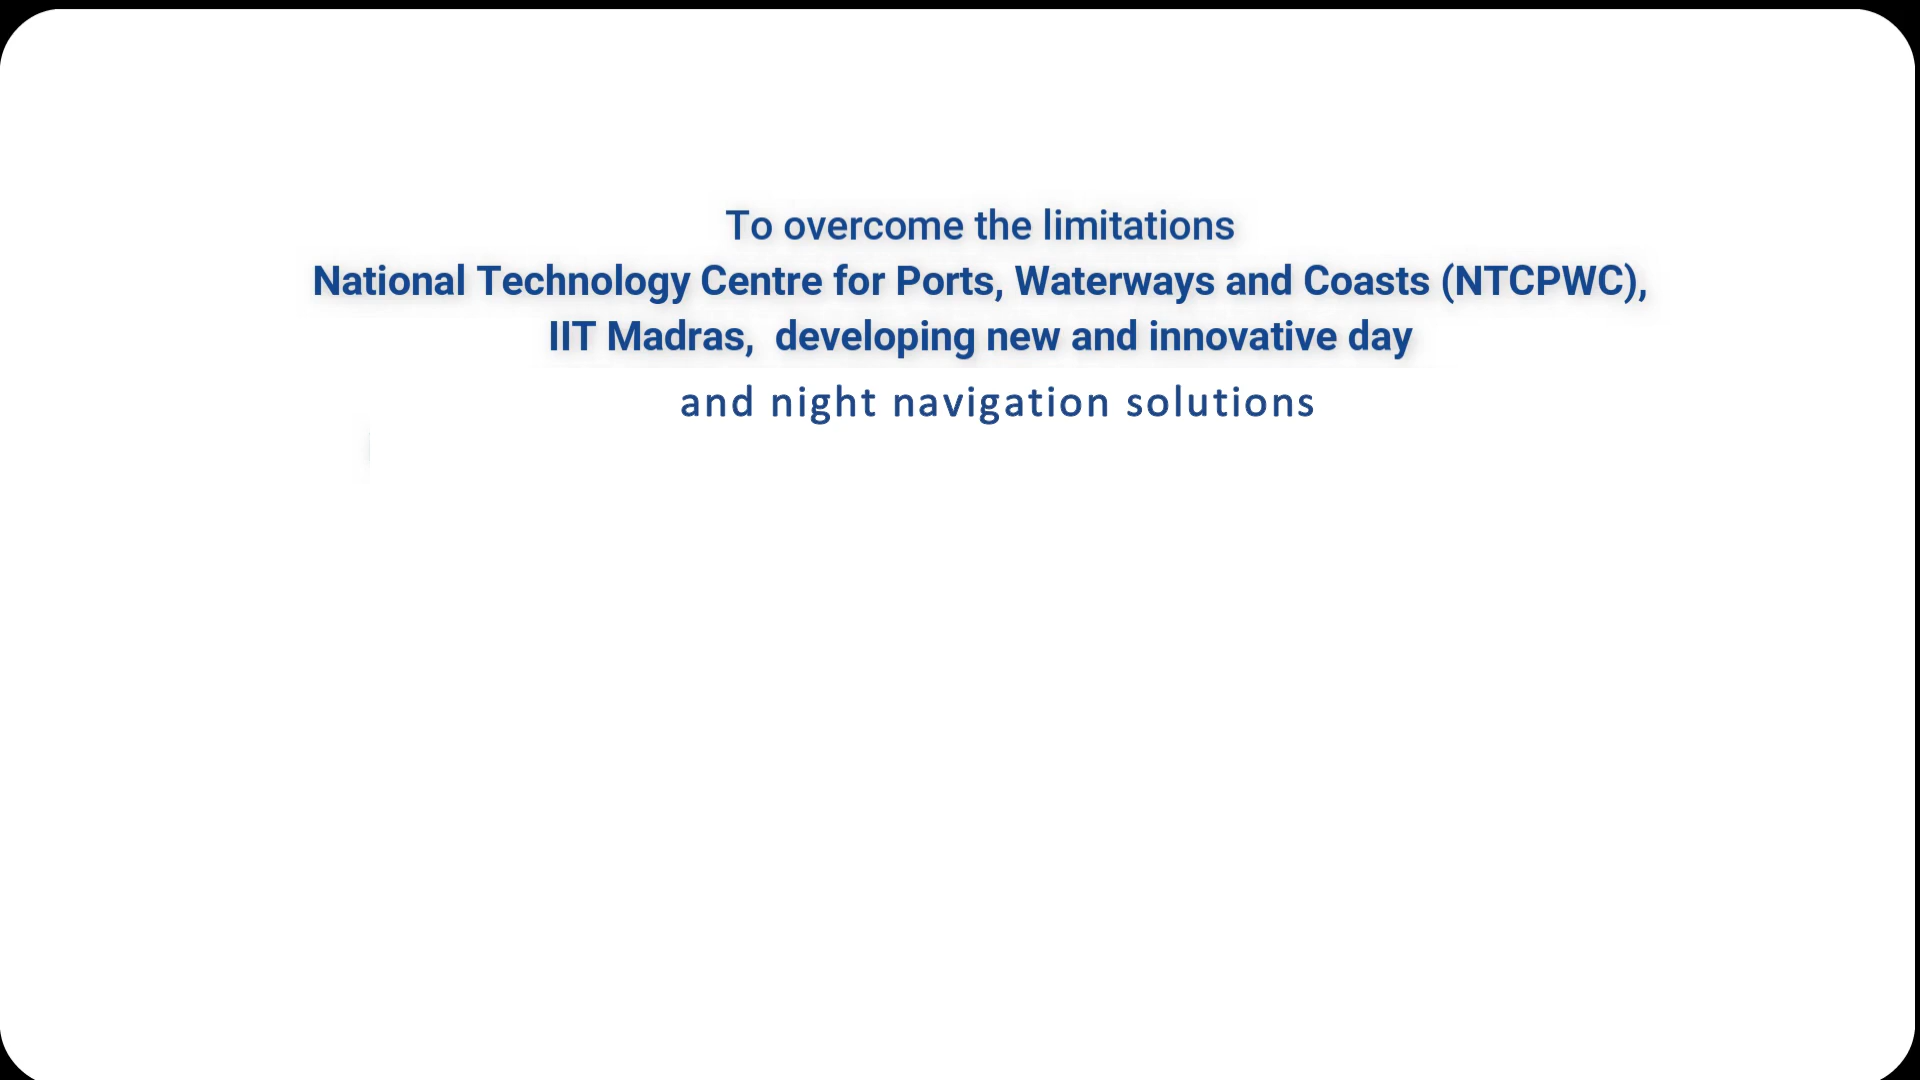 To overcome the limitations
National Technology Centre for Ports, Waterways and Coasts (NTCPWC),
IIT Madras,  developing new and innovative day
and night navigation solutions